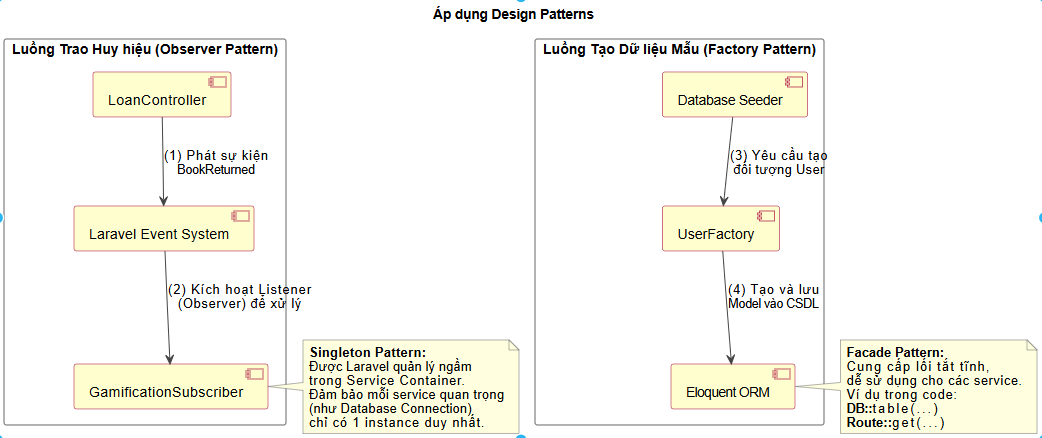 Áp dụng Design Patterns
Luồng Trao Huy hiệu (Observer Pattern)
LoanController
(1) Phát sự kiện
BookReturned
Laravel Event System
(2) Kích hoạt Listener
(Observer) để xử lý
GamificationSubscriber
Singleton Pattern:
Được Laravel quản lý ngầm
trong Service Container.
Đảm bảo mỗi service quan trọng
(như Database Connection)
chỉ có 1 instance duy nhất.
Luồng Tạo Dữ liệu Mẫu (Factory Pattern)
Database Seeder
(3) Yêu cầu tạo
đối tượng User
UserFactory
(4) Tạo và lưu
Model vào CSDL
Eloquent ORM
Facade Pattern:
Cung cấp lối tắt tĩnh,
dễ sử dụng cho các service.
Ví dụ trong code:
DB::table(...)
Route::get(...)